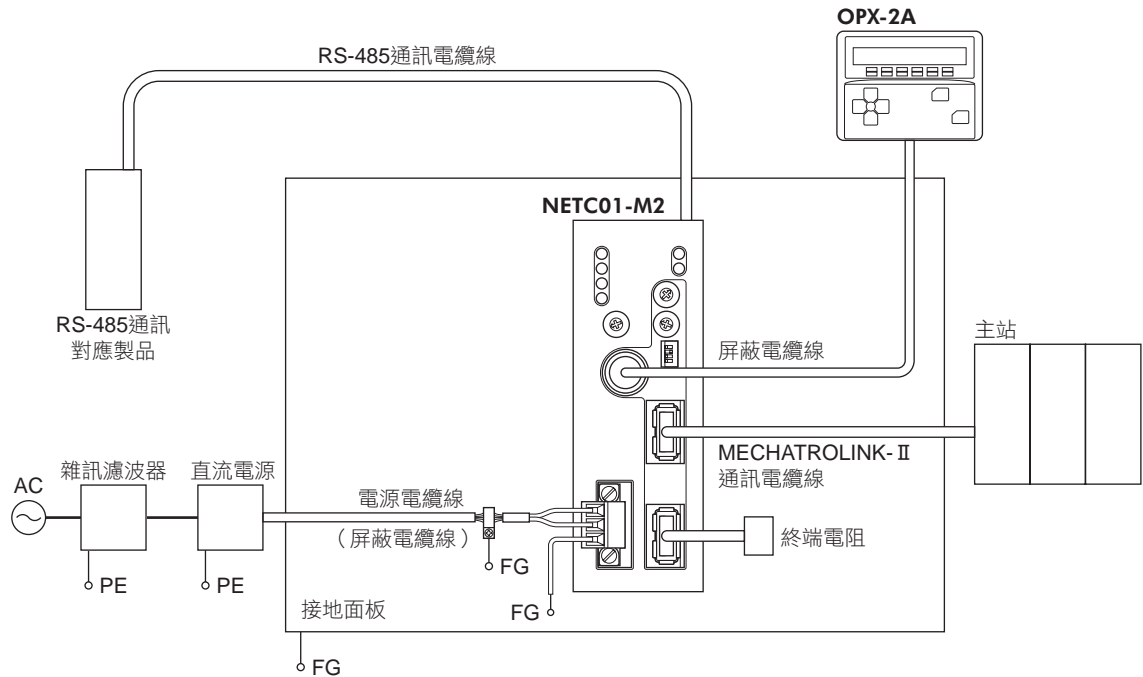 OPX-2A
RS-485通訊電纜線
NETC01-M2
RS-485通訊
對應製品
主站
屏蔽電纜線
MECHATROLINK-Ⅱ
通訊電纜線
雜訊濾波器
直流電源
AC
電源電纜線
（屏蔽電纜線）
終端電阻
FG
PE
PE
接地面板
FG
FG